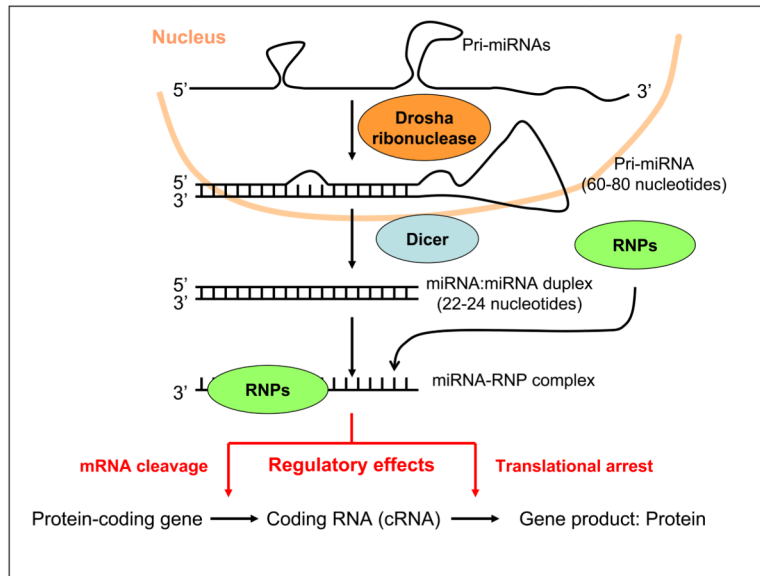 Nucleus
Pri-miRNAs
5’
3’
Drosha
ribonuclease
Pri-miRNA
(60-80 nucleotides)
5’
3’
Dicer
RNPs
5’
3’
miRNA:miRNA duplex
(22-24 nucleotides)
3’
RNPs
miRNA-RNP complex
mRNA cleavage
Regulatory effects
Translational arrest
Protein-coding gene
Coding RNA (cRNA)
Gene product: Protein